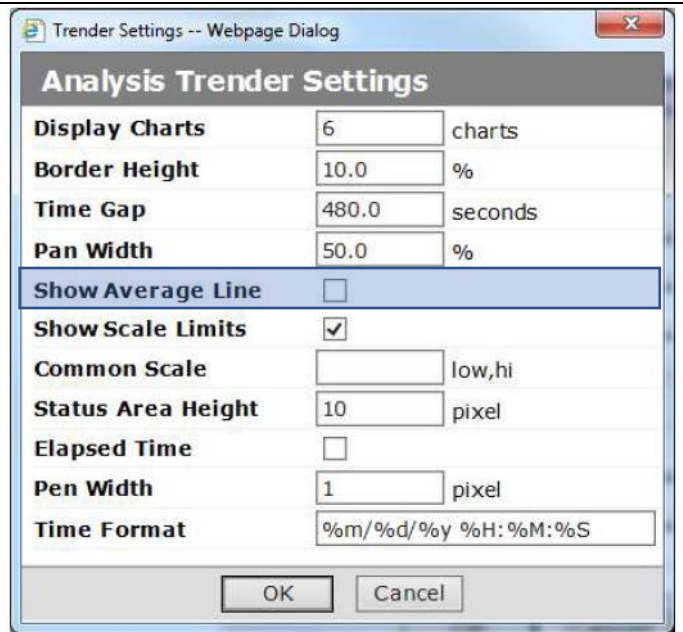 Trender Settings -- Webpage Dialog
Analysis Trender Settings
Display Charts 6 charts
Border Height 10.0 %
Time Gap 480.0 seconds
Pan Width 50.0 %
Show Average Line
Show Scale Limits
Common Scale low,hi
Status Area Height 10 pixel
Elapsed Time
Pen Width 1 pixel
Time Format %m/%d/%y %H:%M:%S
OK Cancel